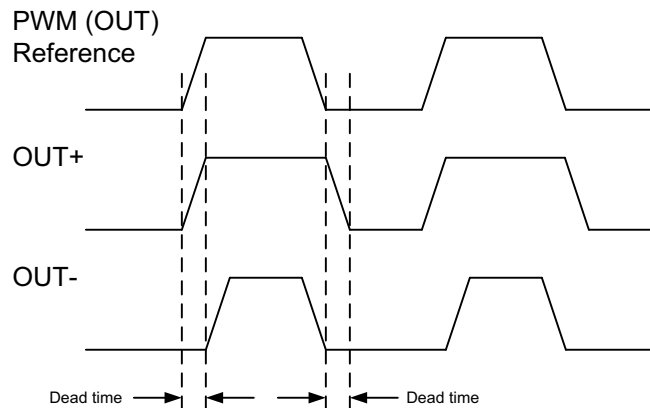 PWM (OUT)
Reference
OUT+
OUT-
Dead time
Dead time